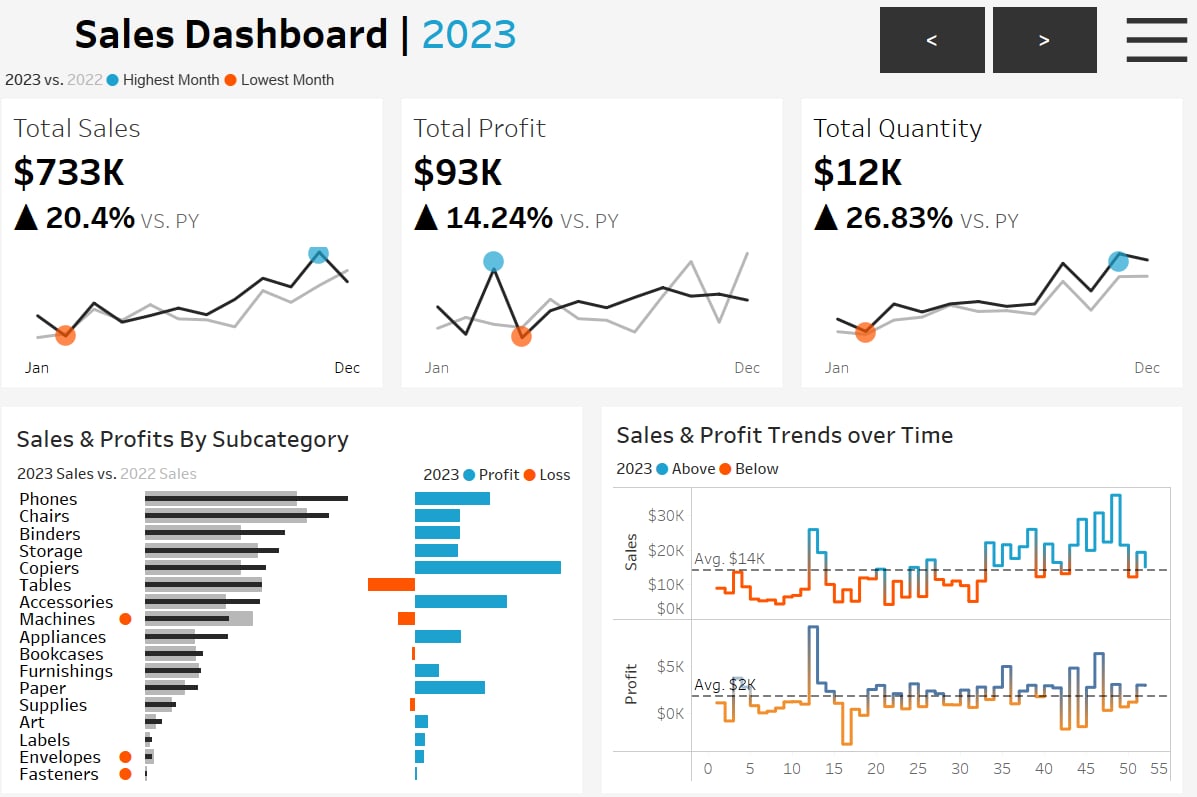 Sales Dashboard | 2023
< >
2023 vs. 2022 Highest Month Lowest Month
Total Sales
$733K
▲ 20.4% VS. PY
Jan Dec
Total Profit
$93K
▲ 14.24% VS. PY
Jan Dec
Total Quantity
$12K
▲ 26.83% VS. PY
Jan Dec
Sales & Profits By Subcategory
2023 Sales vs. 2022 Sales
2023 Profit Loss
Phones
Chairs
Binders
Storage
Copiers
Tables
Accessories
Machines
Appliances
Bookcases
Furnishings
Paper
Supplies
Art
Labels
Envelopes
Fasteners
Sales & Profit Trends over Time
2023 Above Below
Sales
$30K
$20K
$10K
$0K
Avg. $14K
Profit
$5K
$0K
Avg. $2K
0 5 10 15 20 25 30 35 40 45 50 55